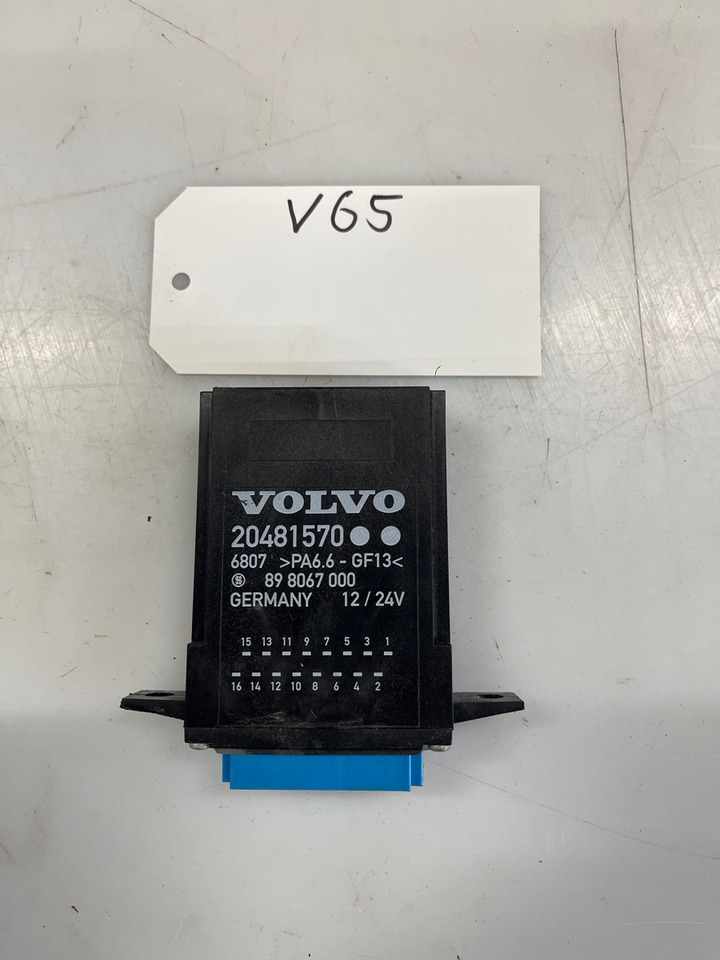 V65
VOLVO
20481570
6807 >PA6.6 - GF13<
89 8067 000
GERMANY 12 / 24V
15 13 11 9 7 5 3 1
16 14 12 10 8 6 4 2